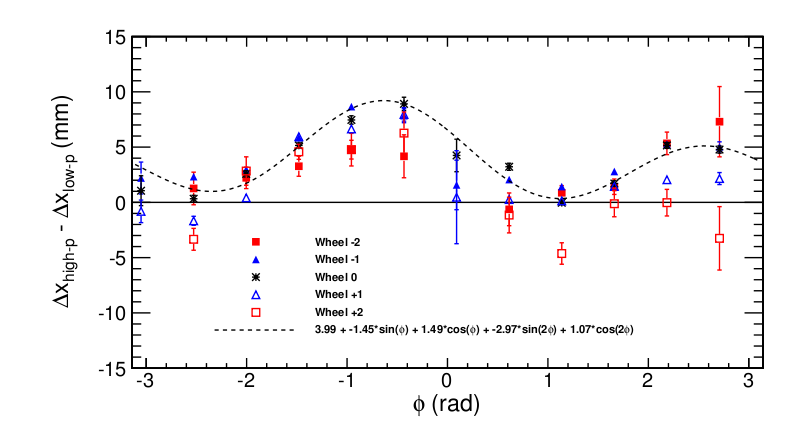 Δx_high-p - Δx_low-p (mm)
15
10
5
0
-5
-10
-15
Wheel -2
Wheel -1
Wheel 0
Wheel +1
Wheel +2
3.99 + -1.45*sin(ϕ) + 1.49*cos(ϕ) + -2.97*sin(2ϕ) + 1.07*cos(2ϕ)
-3 -2 -1 0 1 2 3
ϕ (rad)